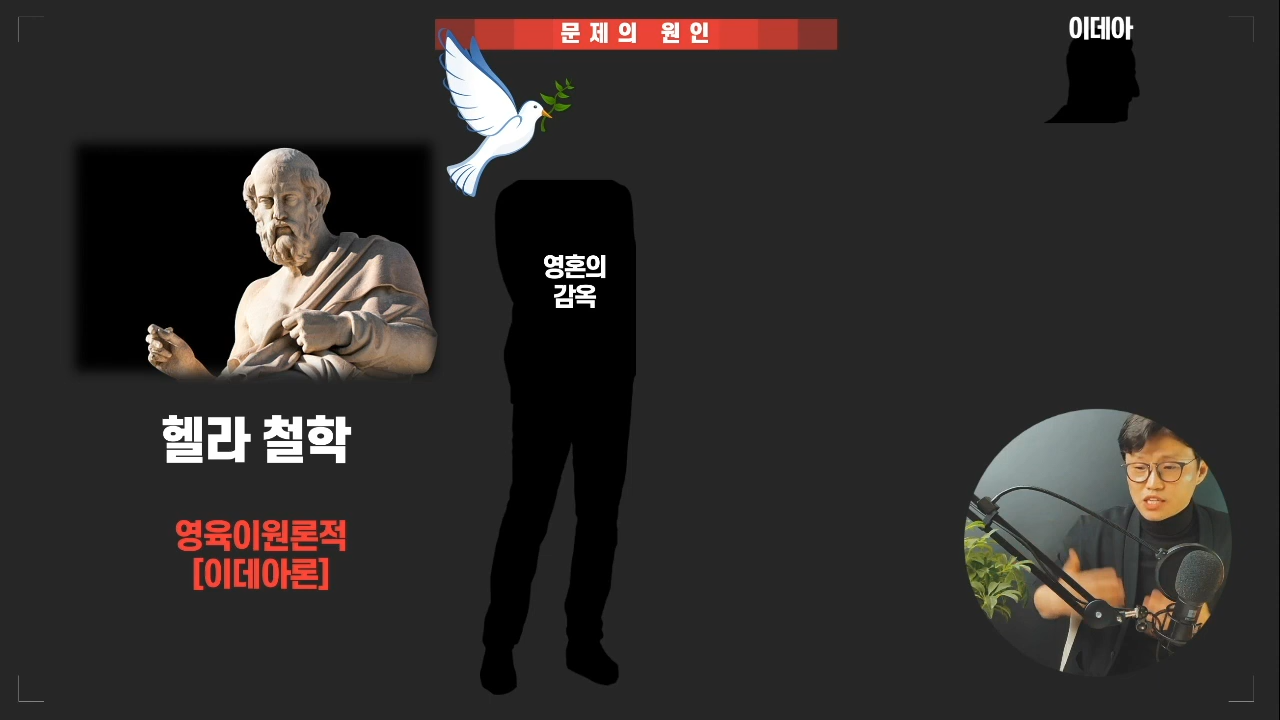 문제의 원인
이데아
영혼의
감옥
헬라 철학
영육이원론적
[이데아론]